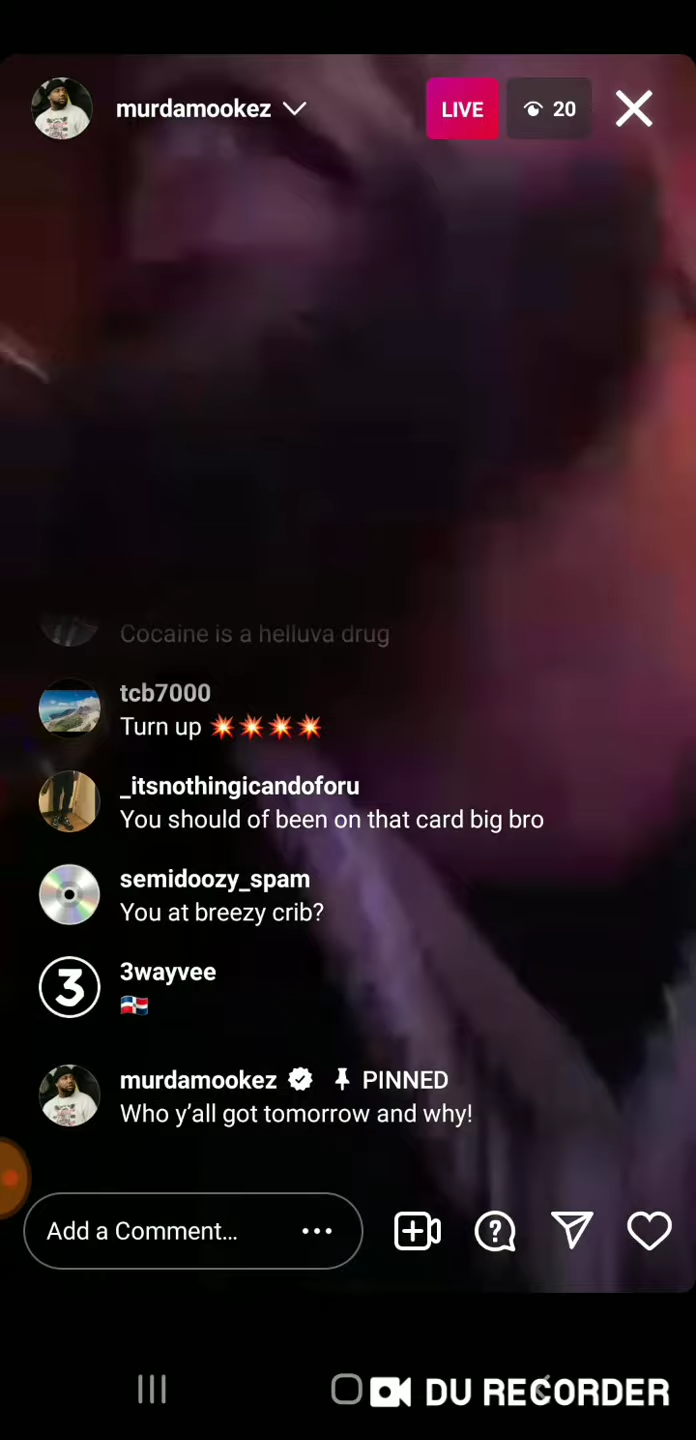 murdamookez
LIVE
20
Cocaine is a helluva drug
tcb7000
Turn up 💥💥💥💥
_itsnothingicandoforu
You should of been on that card big bro
semidoozy_spam
You at breezy crib?
3
3wayvee
🇩🇴
murdamookez PINNED
Who y'all got tomorrow and why!
Add a Comment...
DU RECORDER